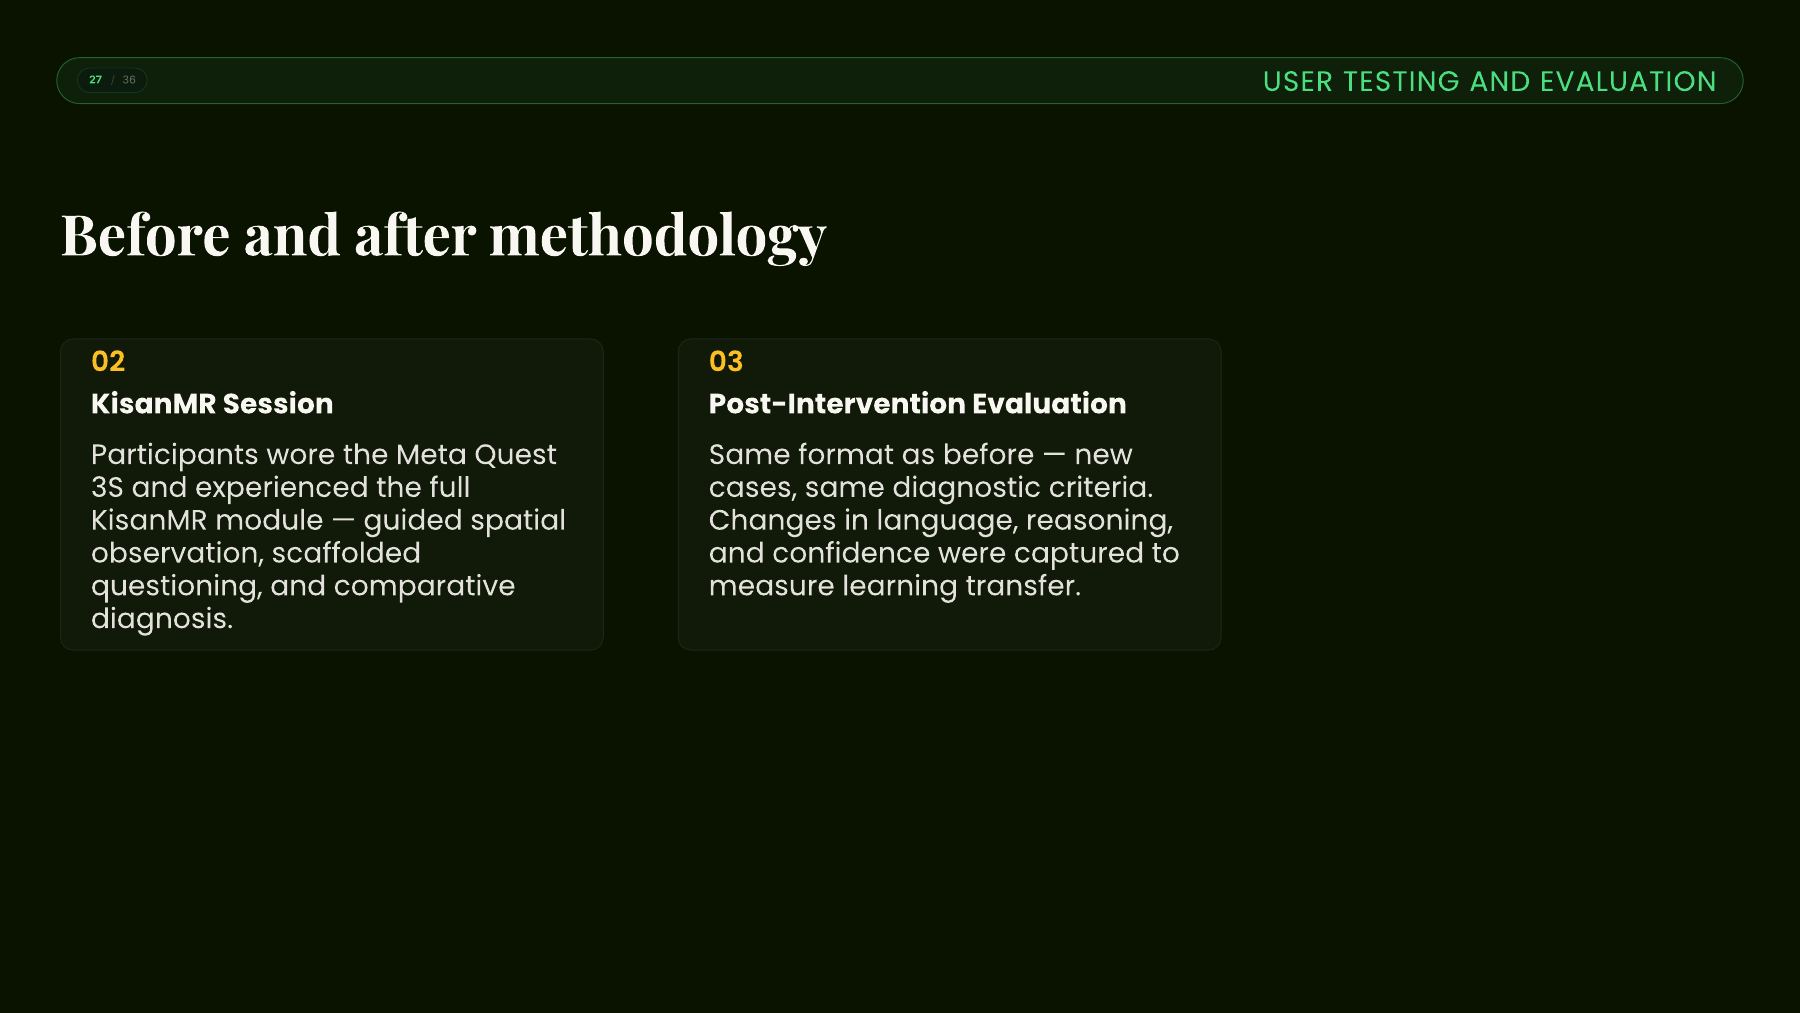 27 / 36
USER TESTING AND EVALUATION
Before and after methodology
02
KisanMR Session
Participants wore the Meta Quest
3S and experienced the full
KisanMR module — guided spatial
observation, scaffolded
questioning, and comparative
diagnosis.
03
Post-Intervention Evaluation
Same format as before — new
cases, same diagnostic criteria.
Changes in language, reasoning,
and confidence were captured to
measure learning transfer.